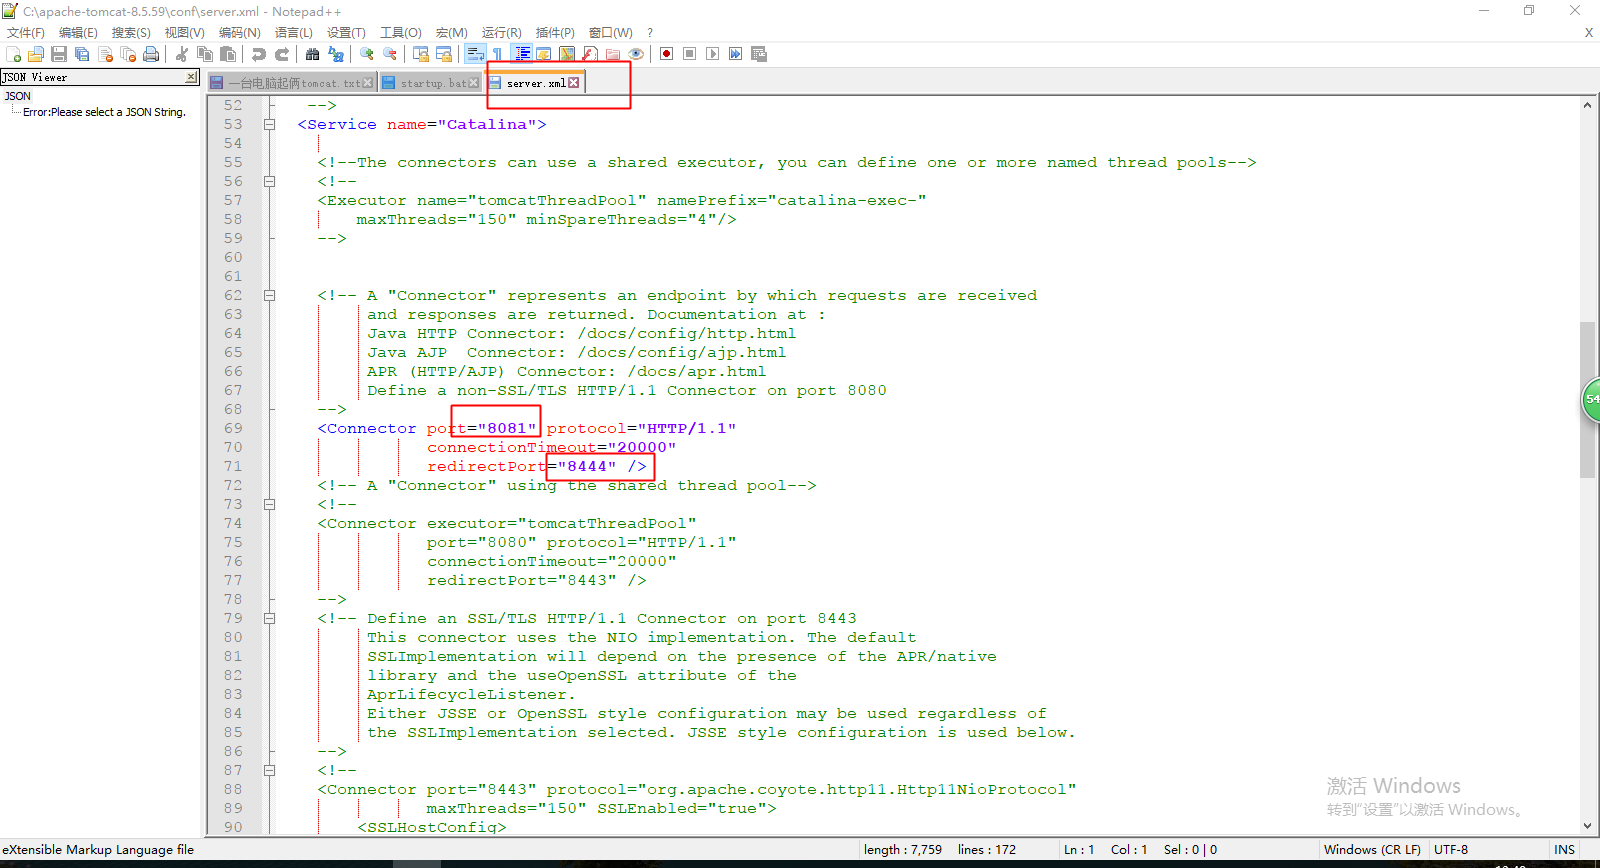 C:\apache-tomcat-8.5.59\conf\server.xml - Notepad++
文件(F) 编辑(E) 搜索(S) 视图(V) 编码(N) 语言(L) 设置(T) 工具(O) 宏(M) 运行(R) 插件(P) 窗口(W) ? X
JSON Viewer
JSON
Error:Please select a JSON String.
一台电脑起俩tomcat.txt startup.bat server.xml
52 -->
53 <Service name="Catalina">
54
55 <!--The connectors can use a shared executor, you can define one or more named thread pools-->
56 <!--
57 <Executor name="tomcatThreadPool" namePrefix="catalina-exec-"
58 maxThreads="150" minSpareThreads="4"/>
59 -->
60
61
62 <!-- A "Connector" represents an endpoint by which requests are received
63 and responses are returned. Documentation at :
64 Java HTTP Connector: /docs/config/http.html
65 Java AJP  Connector: /docs/config/ajp.html
66 APR (HTTP/AJP) Connector: /docs/apr.html
67 Define a non-SSL/TLS HTTP/1.1 Connector on port 8080
68 -->
69 <Connector port="8081" protocol="HTTP/1.1"
70 connectionTimeout="20000"
71 redirectPort="8444" />
72 <!-- A "Connector" using the shared thread pool-->
73 <!--
74 <Connector executor="tomcatThreadPool"
75 port="8080" protocol="HTTP/1.1"
76 connectionTimeout="20000"
77 redirectPort="8443" />
78 -->
79 <!-- Define an SSL/TLS HTTP/1.1 Connector on port 8443
80 This connector uses the NIO implementation. The default
81 SSLImplementation will depend on the presence of the APR/native
82 library and the useOpenSSL attribute of the
83 AprLifecycleListener.
84 Either JSSE or OpenSSL style configuration may be used regardless of
85 the SSLImplementation selected. JSSE style configuration is used below.
86 -->
87 <!--
88 <Connector port="8443" protocol="org.apache.coyote.http11.Http11NioProtocol"
89 maxThreads="150" SSLEnabled="true">
90 <SSLHostConfig>
54
激活 Windows
转到"设置"以激活 Windows。
eXtensible Markup Language file length : 7,759 lines : 172 Ln : 1 Col : 1 Sel : 0 | 0 Windows (CR LF) UTF-8 INS